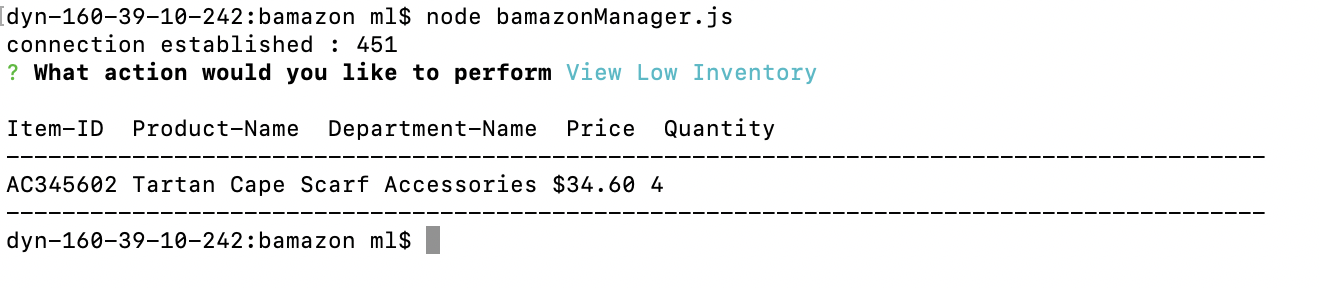 [dyn-160-39-10-242:bamazon ml$ node bamazonManager.js
connection established : 451
? What action would you like to perform View Low Inventory
Item-ID  Product-Name  Department-Name  Price  Quantity
------------------------------------------------------------------------------------------
AC345602 Tartan Cape Scarf Accessories $34.60 4
------------------------------------------------------------------------------------------
dyn-160-39-10-242:bamazon ml$